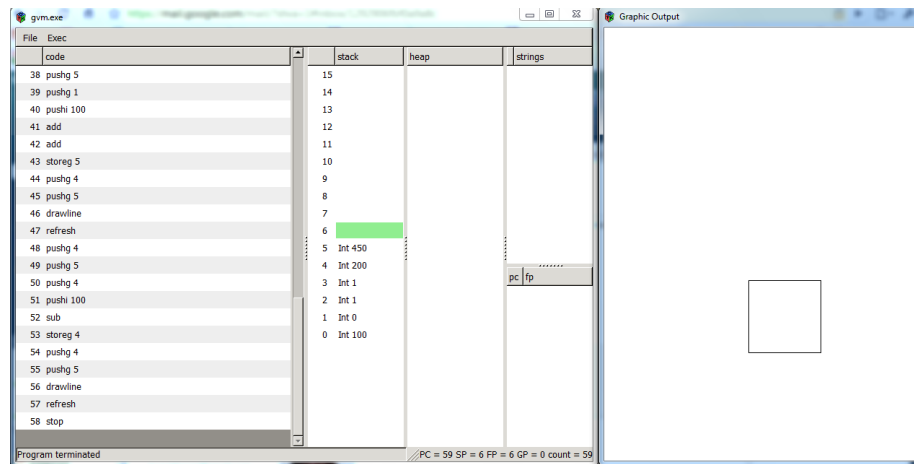 gvm.exe
File Exec
code
38 pushg 5
39 pushg 1
40 pushi 100
41 add
42 add
43 storeg 5
44 pushg 4
45 pushg 5
46 drawline
47 refresh
48 pushg 4
49 pushg 5
50 pushg 4
51 pushi 100
52 sub
53 storeg 4
54 pushg 4
55 pushg 5
56 drawline
57 refresh
58 stop
Program terminated
stack
15
14
13
12
11
10
9
8
7
6
5 Int 450
4 Int 200
3 Int 1
2 Int 1
1 Int 0
0 Int 100
heap
strings
pc fp
PC = 59 SP = 6 FP = 6 GP = 0 count = 59
Graphic Output